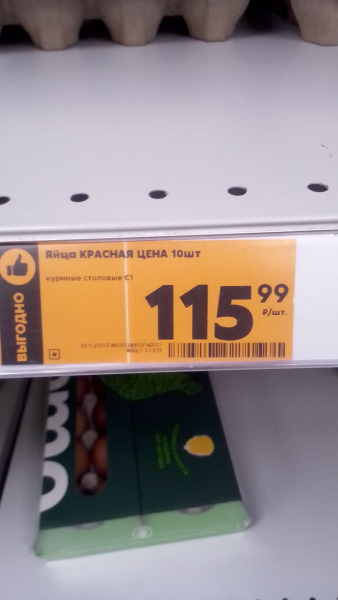 Яйца КРАСНАЯ ЦЕНА 10шт
куриные столовые С1
ВЫГОДНО
115 99
₽/шт.